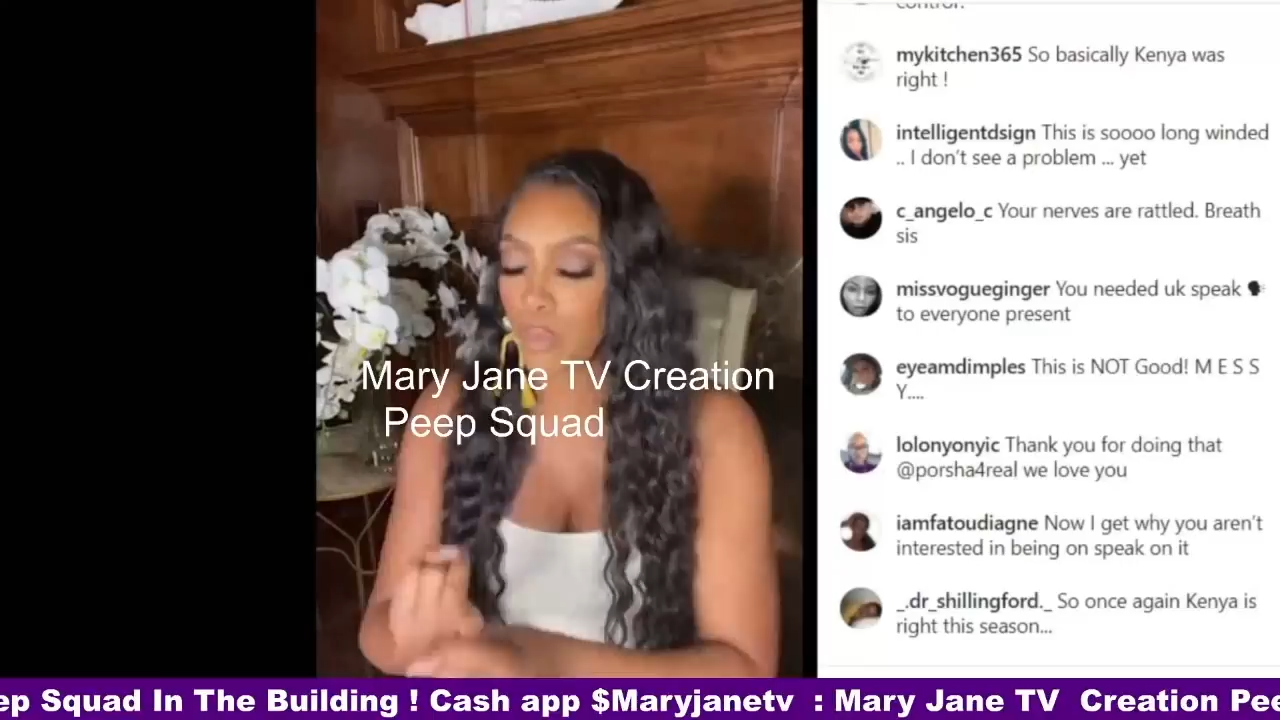 control.
mykitchen365 So basically Kenya was
right !
intelligentdsign This is soooo long winded
.. I don't see a problem ... yet
c_angelo_c Your nerves are rattled. Breath
sis
missvogueginger You needed uk speak 🗣
to everyone present
eyeamdimples This is NOT Good! M E S S
Y....
lolonyonyic Thank you for doing that
@porsha4real we love you
iamfatoudiagne Now I get why you aren't
interested in being on speak on it
_.dr_shillingford._ So once again Kenya is
right this season...
Mary Jane TV Creation
Peep Squad
ep Squad In The Building ! Cash app $Maryjanetv : Mary Jane TV Creation Pee